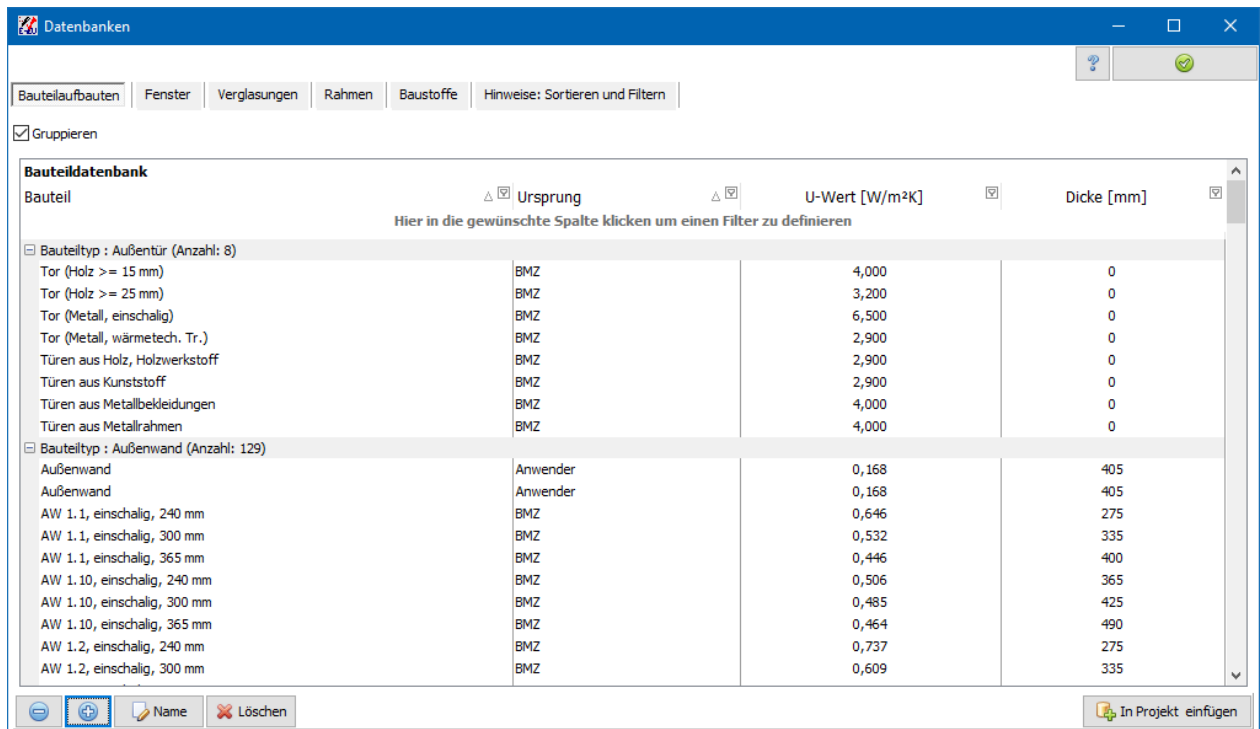 Datenbanken
Bauteilaufbauten Fenster Verglasungen Rahmen Baustoffe Hinweise: Sortieren und Filtern
Gruppieren
Bauteildatenbank
Bauteil Ursprung U-Wert [W/m²K] Dicke [mm]
Hier in die gewünschte Spalte klicken um einen Filter zu definieren
Bauteiltyp : Außentür (Anzahl: 8)
Tor (Holz >= 15 mm) BMZ 4,000 0
Tor (Holz >= 25 mm) BMZ 3,200 0
Tor (Metall, einschalig) BMZ 6,500 0
Tor (Metall, wärmetech. Tr.) BMZ 2,900 0
Türen aus Holz, Holzwerkstoff BMZ 2,900 0
Türen aus Kunststoff BMZ 2,900 0
Türen aus Metallbekleidungen BMZ 4,000 0
Türen aus Metallrahmen BMZ 4,000 0
Bauteiltyp : Außenwand (Anzahl: 129)
Außenwand Anwender 0,168 405
Außenwand Anwender 0,168 405
AW 1.1, einschalig, 240 mm BMZ 0,646 275
AW 1.1, einschalig, 300 mm BMZ 0,532 335
AW 1.1, einschalig, 365 mm BMZ 0,446 400
AW 1.10, einschalig, 240 mm BMZ 0,506 365
AW 1.10, einschalig, 300 mm BMZ 0,485 425
AW 1.10, einschalig, 365 mm BMZ 0,464 490
AW 1.2, einschalig, 240 mm BMZ 0,737 275
AW 1.2, einschalig, 300 mm BMZ 0,609 335
Name Löschen In Projekt einfügen